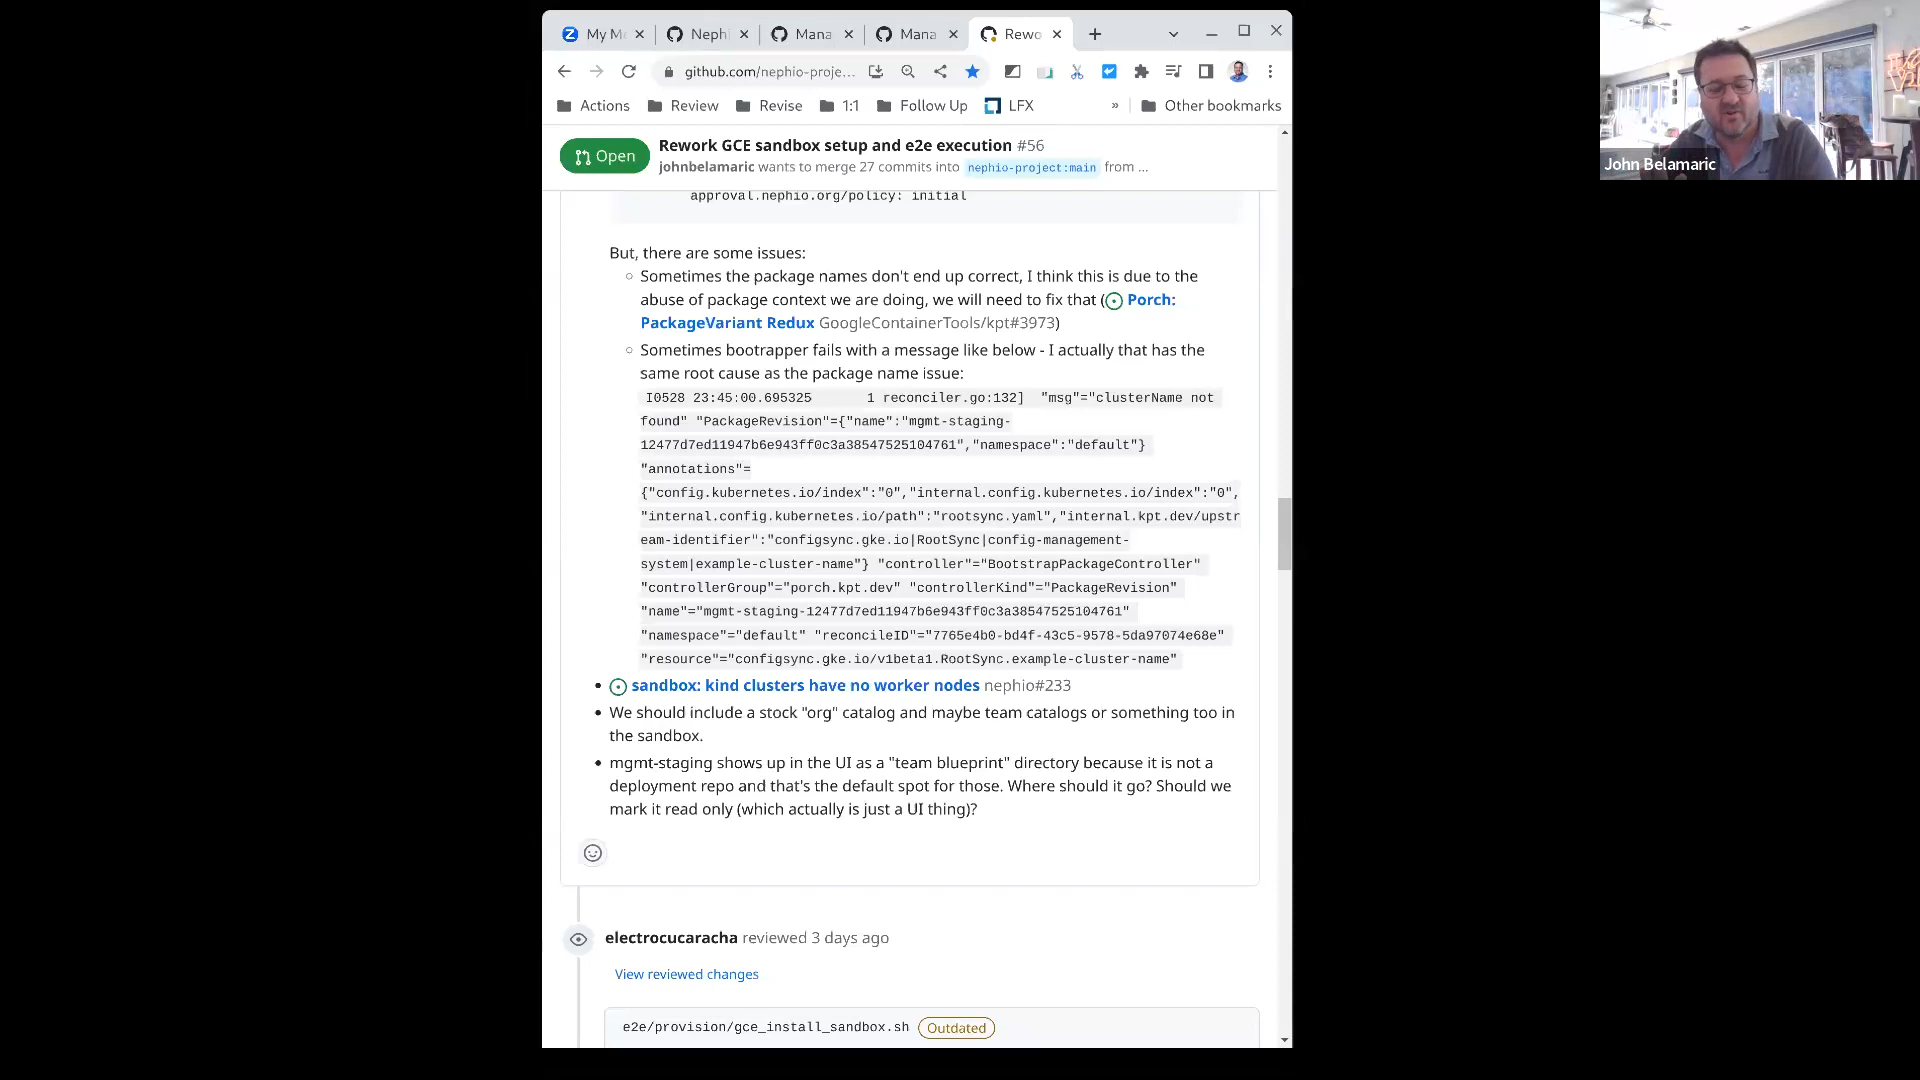 My M
Neph
Mana
Mana
Rewo
github.com/nephio-proje...
Actions
Review
Revise
1:1
Follow Up
LFX
»
Other bookmarks
Open
Rework GCE sandbox setup and e2e execution #56
johnbelamaric wants to merge 27 commits into nephio-project:main from ...
approval.nephio.org/policy: initial
But, there are some issues:
Sometimes the package names don't end up correct, I think this is due to the
abuse of package context we are doing, we will need to fix that (Porch:
PackageVariant Redux GoogleContainerTools/kpt#3973)
Sometimes bootrapper fails with a message like below - I actually that has the
same root cause as the package name issue:
I0528 23:45:00.695325 1 reconciler.go:132] "msg"="clusterName not
found" "PackageRevision"={"name":"mgmt-staging-
12477d7ed11947b6e943ff0c3a38547525104761","namespace":"default"}
"annotations"=
{"config.kubernetes.io/index":"0","internal.config.kubernetes.io/index":"0",
"internal.config.kubernetes.io/path":"rootsync.yaml","internal.kpt.dev/upstr
eam-identifier":"configsync.gke.io|RootSync|config-management-
system|example-cluster-name"} "controller"="BootstrapPackageController"
"controllerGroup"="porch.kpt.dev" "controllerKind"="PackageRevision"
"name"="mgmt-staging-12477d7ed11947b6e943ff0c3a38547525104761"
"namespace"="default" "reconcileID"="7765e4b0-bd4f-43c5-9578-5da97074e68e"
"resource"="configsync.gke.io/v1beta1.RootSync.example-cluster-name"
sandbox: kind clusters have no worker nodes nephio#233
We should include a stock "org" catalog and maybe team catalogs or something too in
the sandbox.
mgmt-staging shows up in the UI as a "team blueprint" directory because it is not a
deployment repo and that's the default spot for those. Where should it go? Should we
mark it read only (which actually is just a UI thing)?
electrocucaracha reviewed 3 days ago
View reviewed changes
e2e/provision/gce_install_sandbox.sh Outdated
John Belamaric